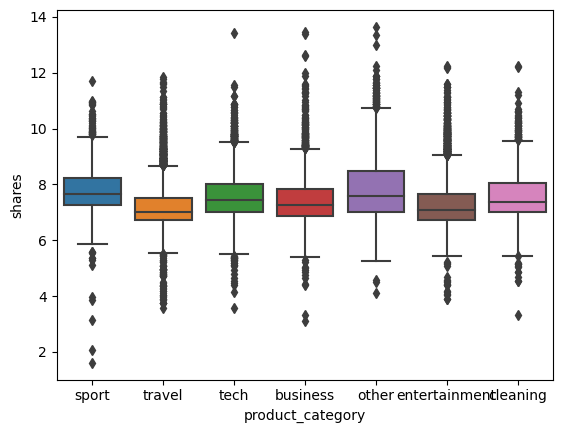 14
12
10
8
6
4
2
shares
sport travel tech business other entertainment cleaning
product_category